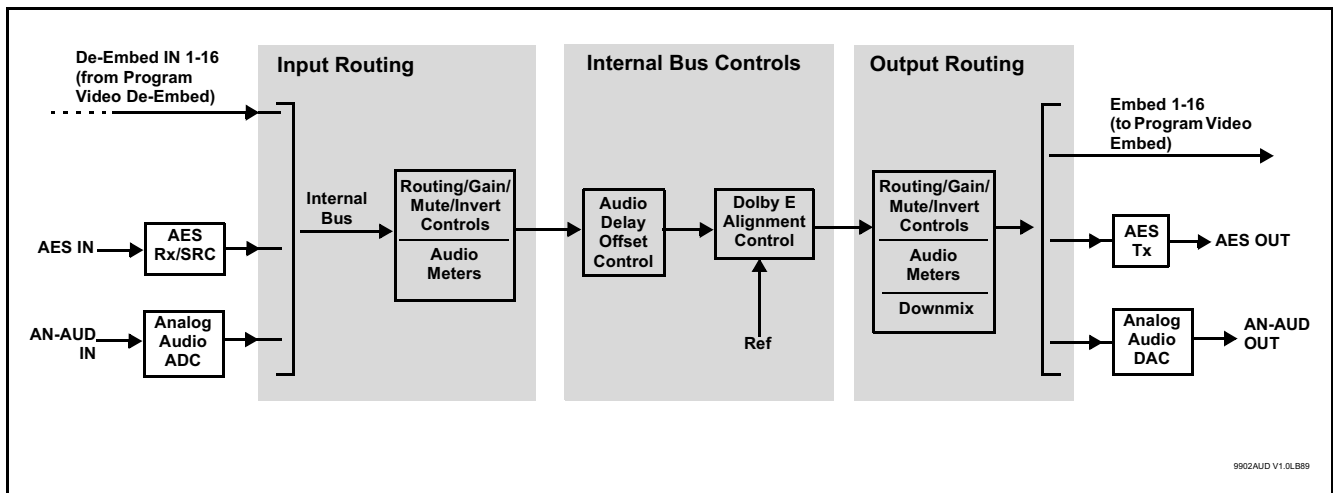 De-Embed IN 1-16
(from Program
Video De-Embed)
Input Routing
Internal Bus Controls
Output Routing
Embed 1-16
(to Program Video
Embed)
Internal
Bus
Routing/Gain/
Mute/Invert
Controls
Audio
Meters
Audio
Delay
Offset
Control
Dolby E
Alignment
Control
Routing/Gain/
Mute/Invert
Controls
Audio
Meters
Downmix
AES IN
AES
Rx/SRC
AES
Tx
AES OUT
AN-AUD
IN
Analog
Audio
ADC
Ref
Analog
Audio
DAC
AN-AUD
OUT
9902AUD V1.0LB89